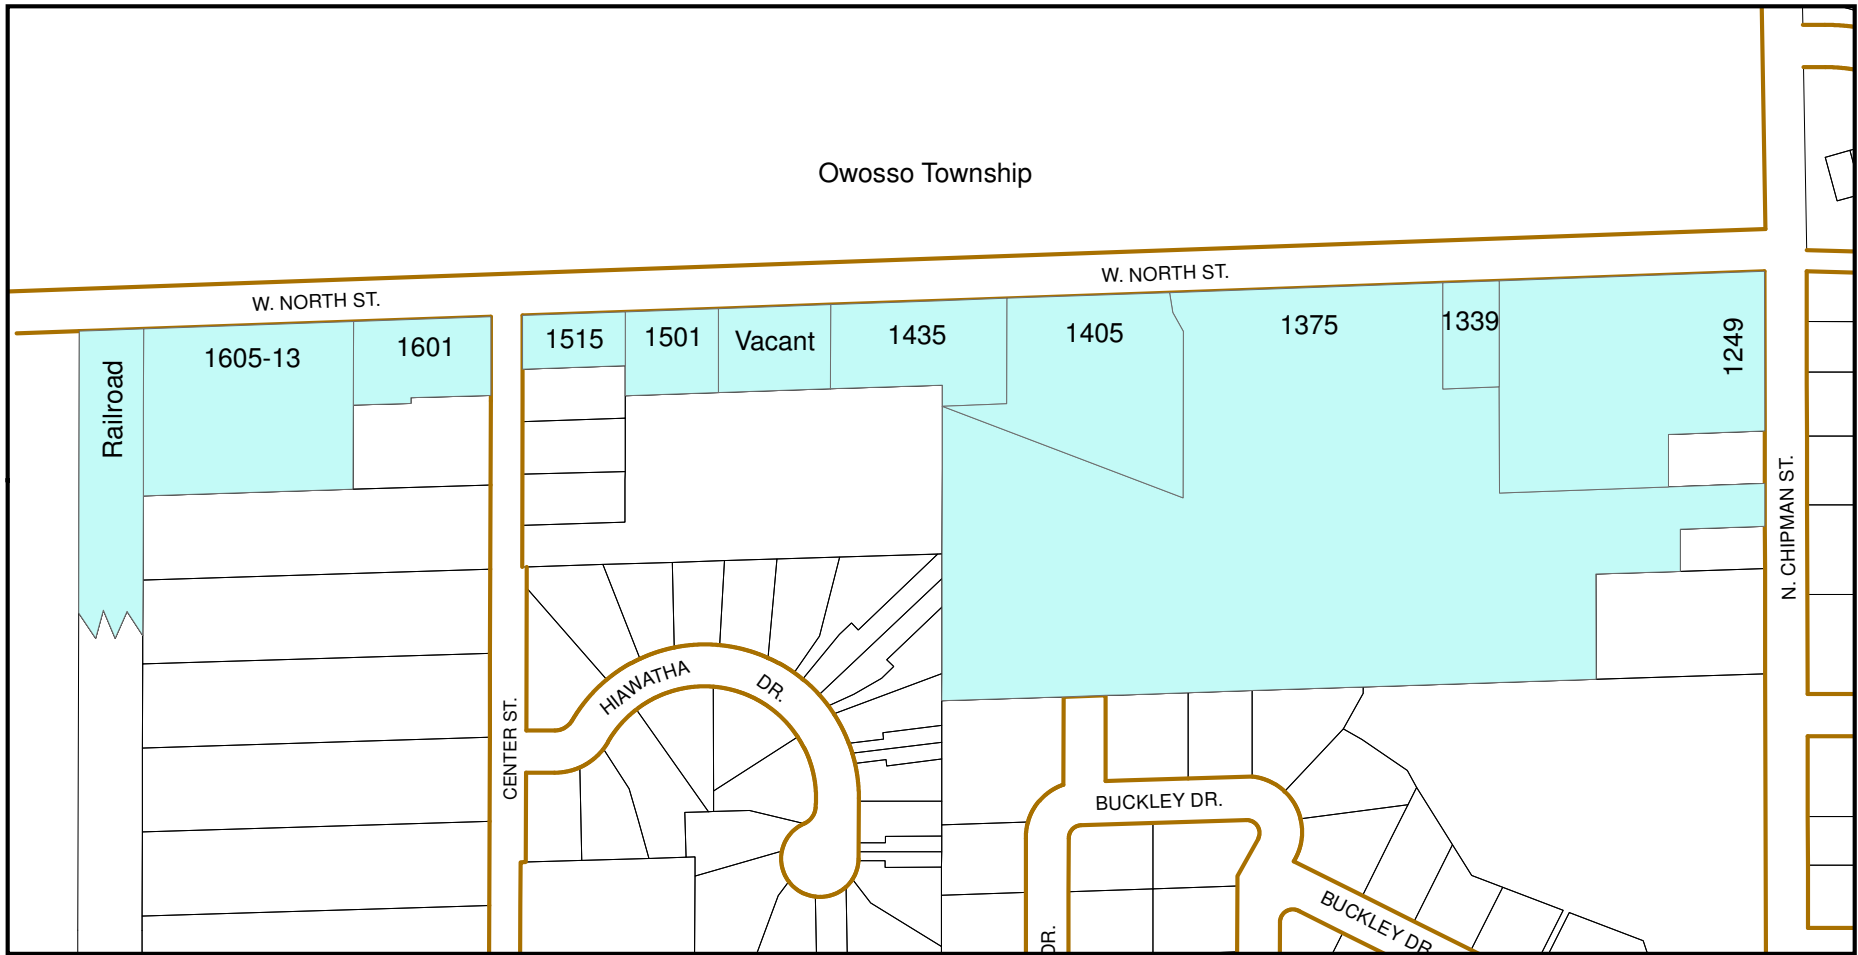 Owosso Township
W. NORTH ST.
W. NORTH ST.
Railroad
1605-13
1601
1515
1501
Vacant
1435
1405
1375
1339
1249
N. CHIPMAN ST.
CENTER ST.
HIAWATHA DR.
BUCKLEY DR.
BUCKLEY DR.
DR.